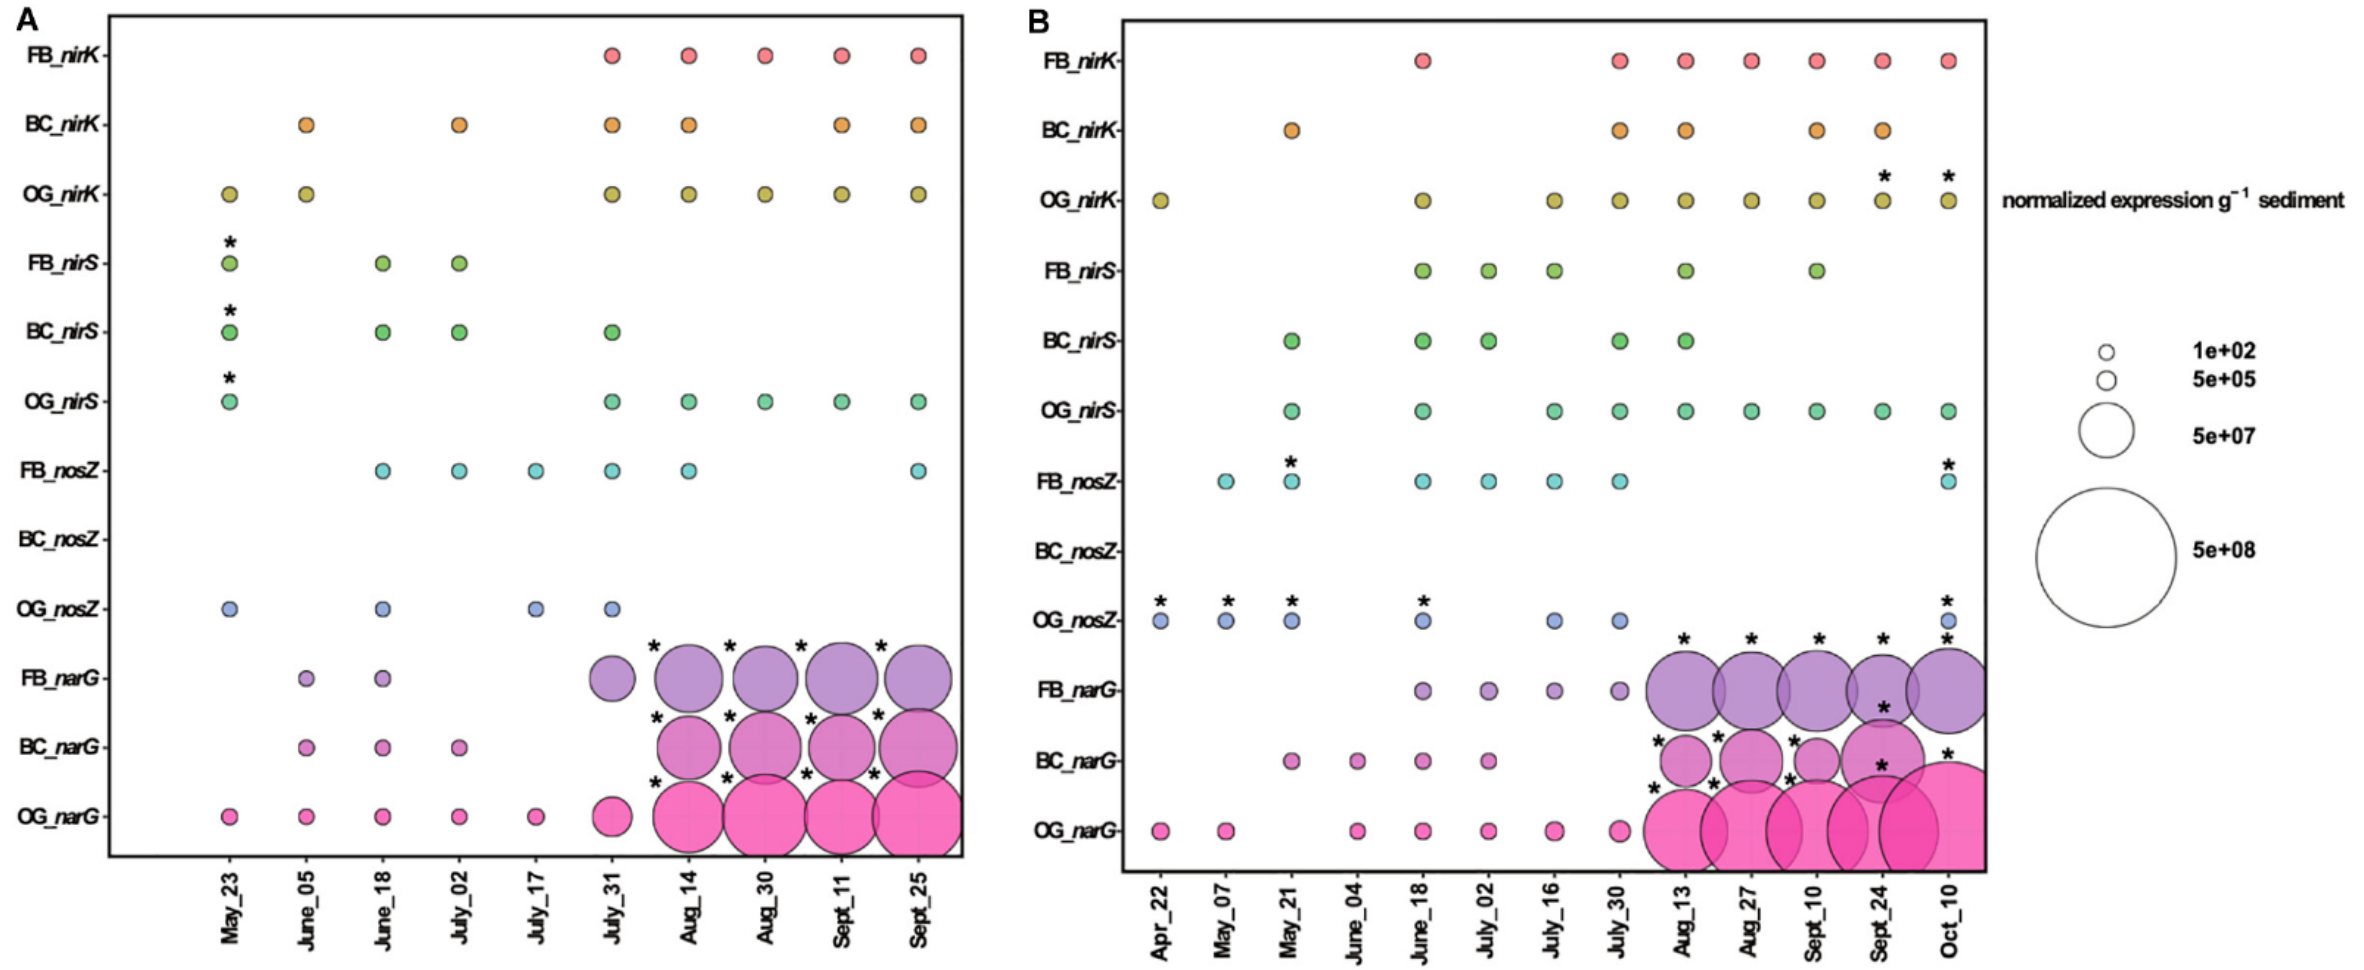 A
FB_nirK
BC_nirK
OG_nirK
FB_nirS
BC_nirS
OG_nirS
FB_nosZ
BC_nosZ
OG_nosZ
FB_narG
BC_narG
OG_narG
* * *
* * * *
* * * *
* * * *
May_23 June_05 June_18 July_02 July_17 July_31 Aug_14 Aug_30 Sept_11 Sept_25
B
FB_nirK
BC_nirK
OG_nirK
FB_nirS
BC_nirS
OG_nirS
FB_nosZ
BC_nosZ
OG_nosZ
FB_narG
BC_narG
OG_narG
* *
* *
* * * * *
* * * * *
* * * *
* * * * *
Apr_22 May_07 May_21 June_04 June_18 July_02 July_16 July_30 Aug_13 Aug_27 Sept_10 Sept_24 Oct_10
normalized expression g⁻¹ sediment
1e+02
5e+05
5e+07
5e+08